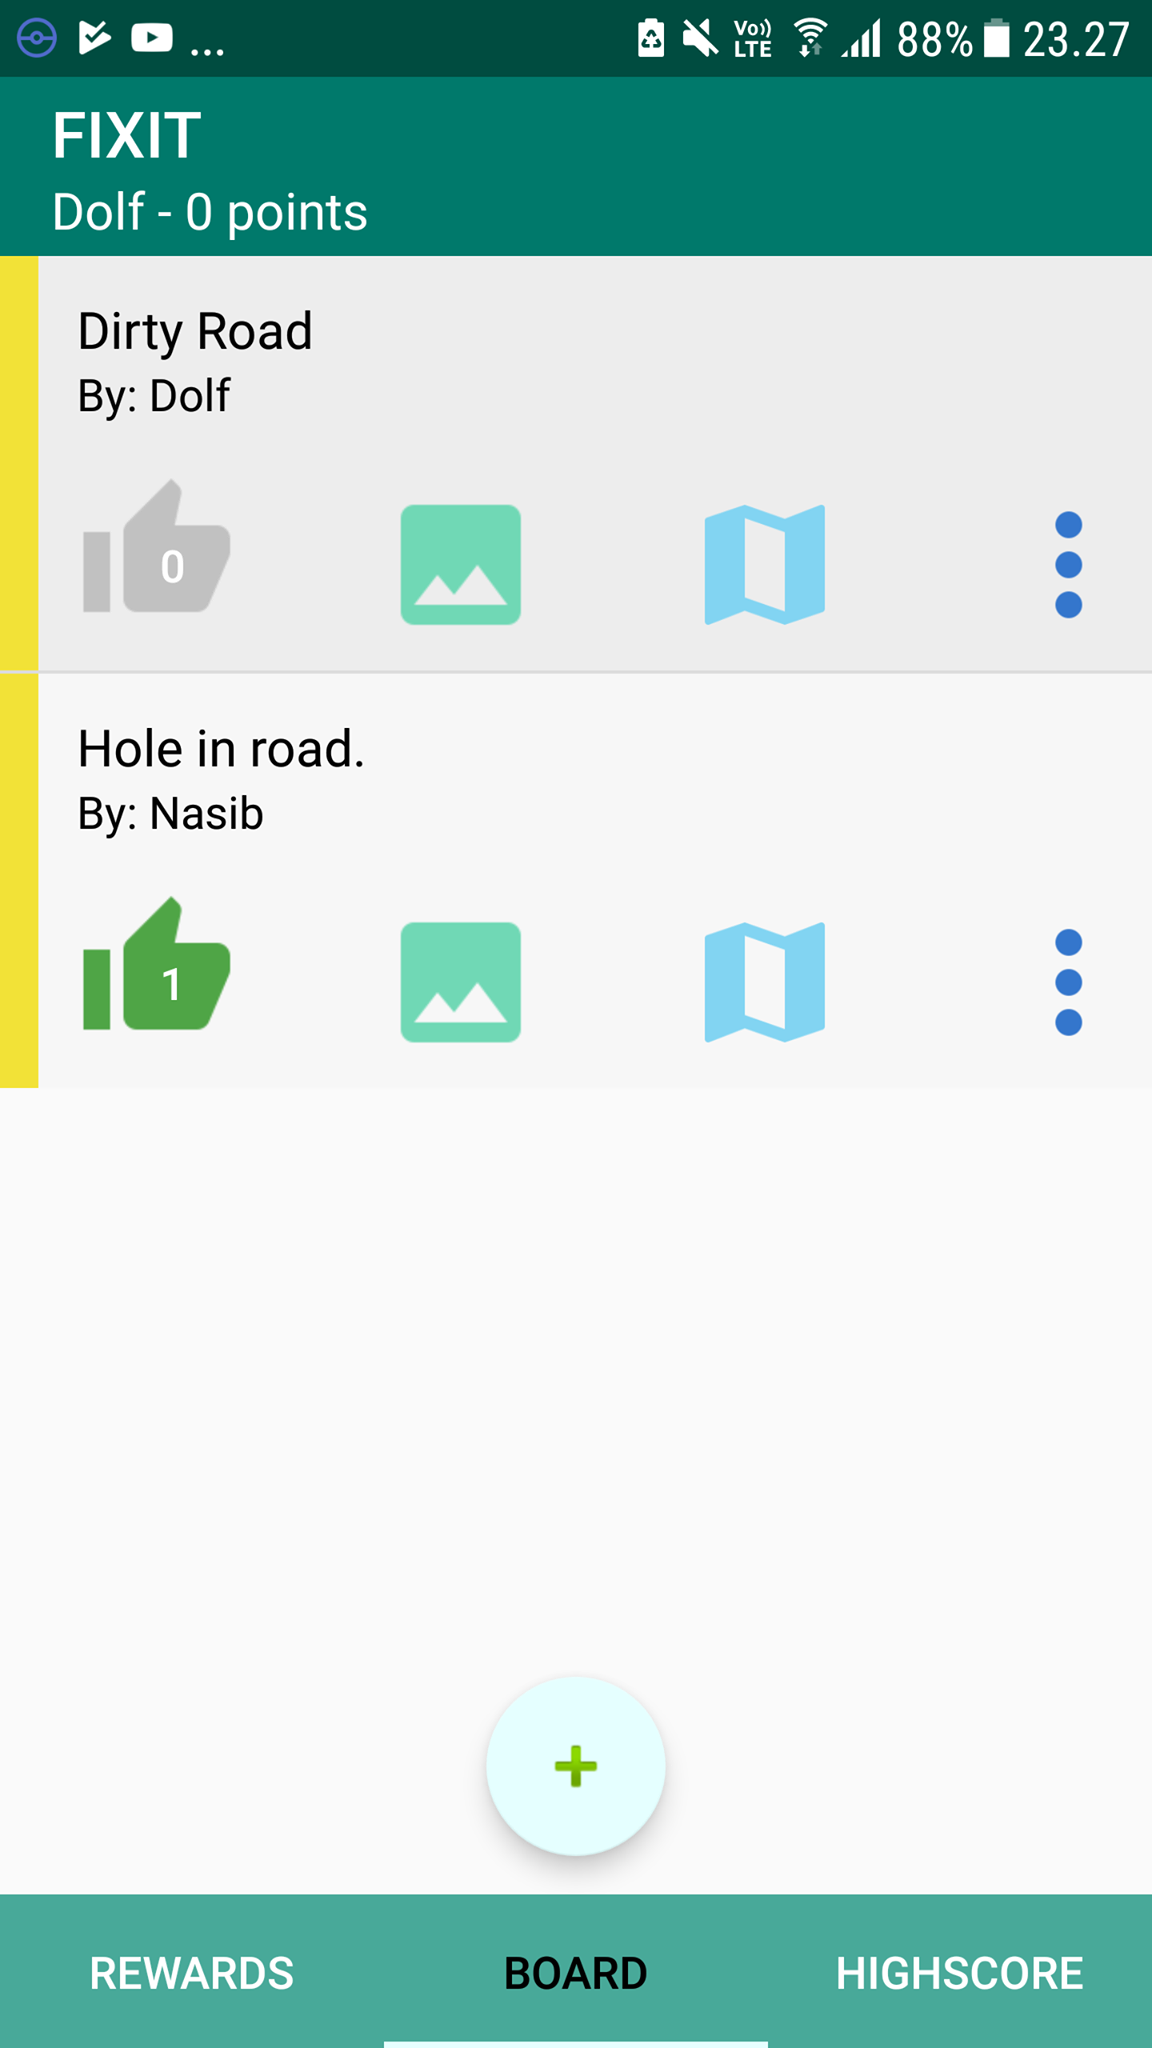 ... Vo)) LTE 88% 23.27
FIXIT
Dolf - 0 points
Dirty Road
By: Dolf
0
Hole in road.
By: Nasib
1
REWARDS BOARD HIGHSCORE